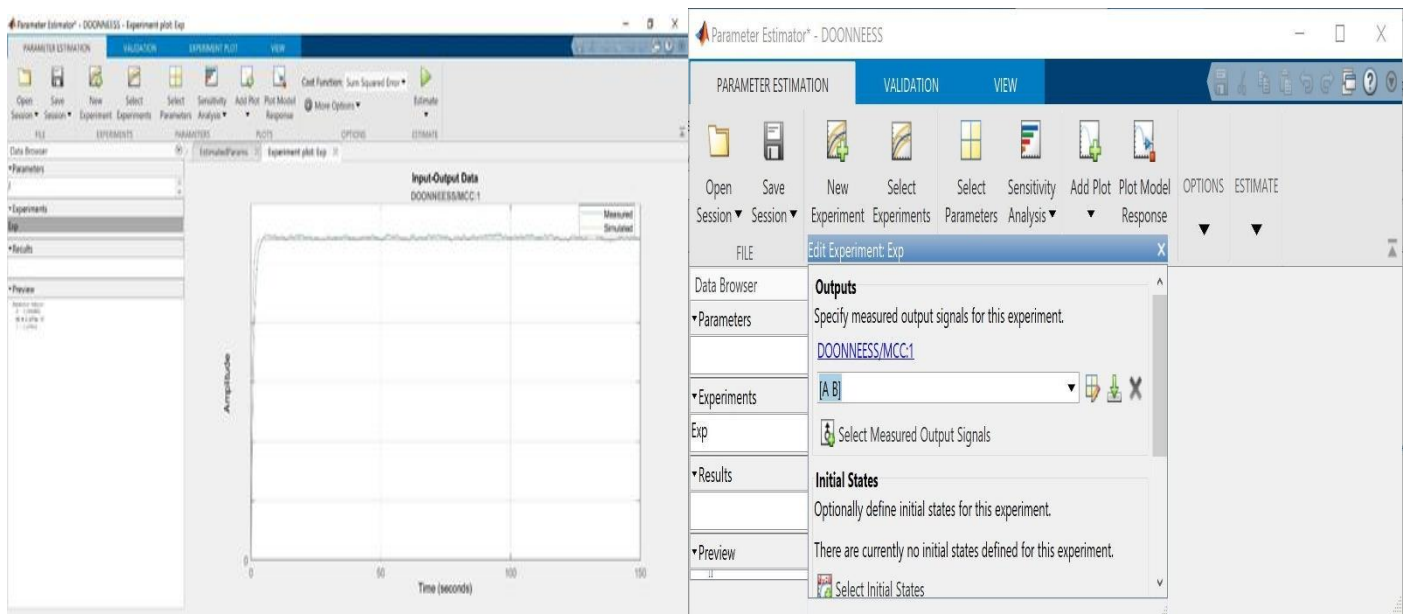 Parameter Estimator* - DOONNEESS - Experiment plot: Exp
PARAMETER ESTIMATION VALIDATION EXPERIMENT PLOT VIEW
Open Save New Select Select Sensitivity Add Plot Plot Model Cost Function: Sum Squared Error Estimate
Session Session Experiment Experiments Parameters Analysis Response More Options
FILE EXPERIMENTS PARAMETERS PLOTS OPTIONS ESTIMATE
Data Browser EstimatedParams Experiment plot: Exp
Parameters
Experiments
Exp
Results
Preview
Input-Output Data
DOONNEESS/MCC:1
Measured
Simulated
Amplitude
0
0 50 100 150
Time (seconds)
Parameter Estimator* - DOONNEESS
PARAMETER ESTIMATION VALIDATION VIEW
Open Save New Select Select Sensitivity Add Plot Plot Model OPTIONS ESTIMATE
Session Session Experiment Experiments Parameters Analysis Response
FILE
Edit Experiment: Exp
Data Browser
Parameters
Experiments
Exp
Results
Preview
Outputs
Specify measured output signals for this experiment.
DOONNEESS/MCC:1
[A B]
Select Measured Output Signals
Initial States
Optionally define initial states for this experiment.
There are currently no initial states defined for this experiment.
Select Initial States